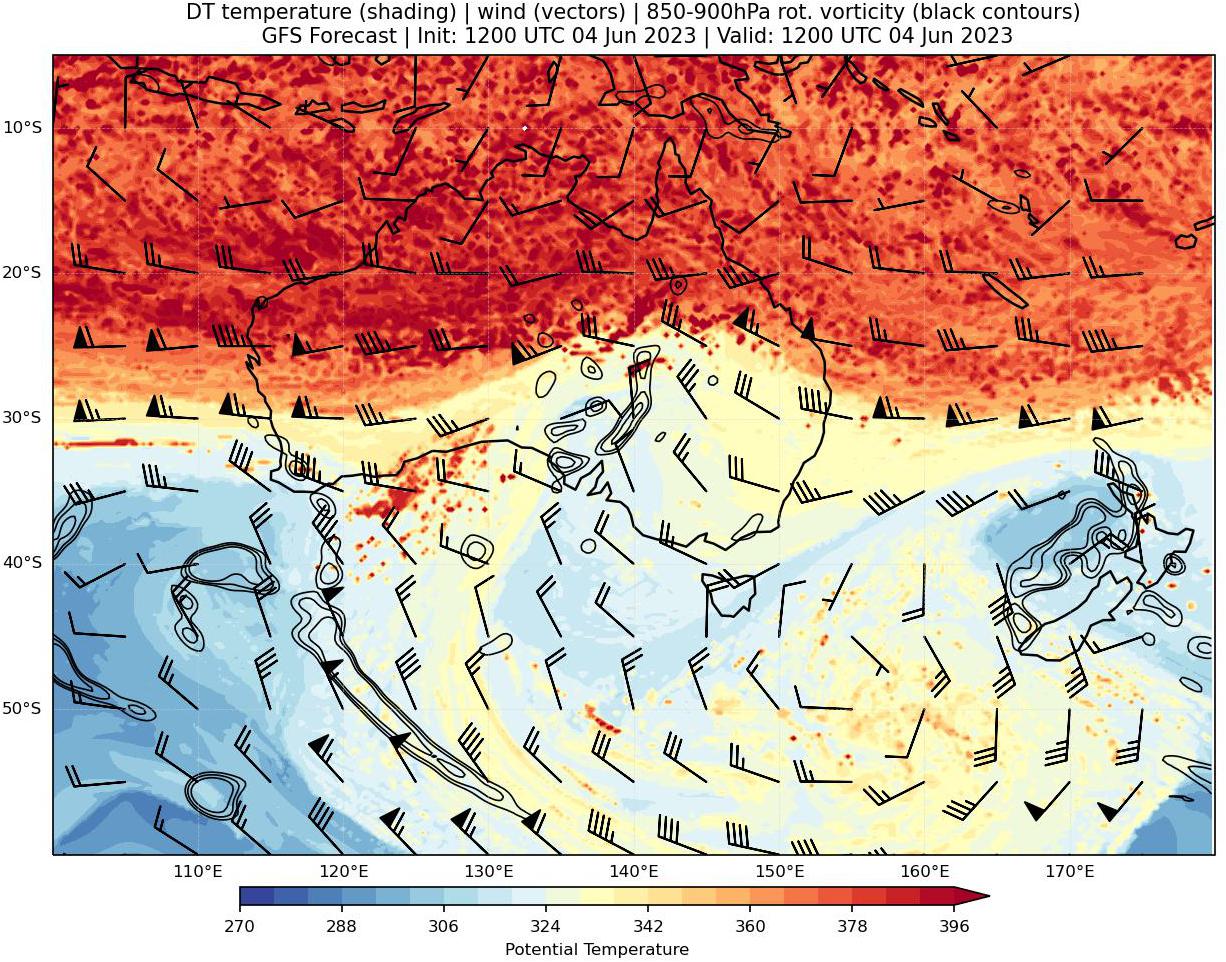 DT temperature (shading) | wind (vectors) | 850-900hPa rot. vorticity (black contours)
GFS Forecast | Init: 1200 UTC 04 Jun 2023 | Valid: 1200 UTC 04 Jun 2023
10°S
20°S
30°S
40°S
50°S
110°E 120°E 130°E 140°E 150°E 160°E 170°E
270 288 306 324 342 360 378 396
Potential Temperature